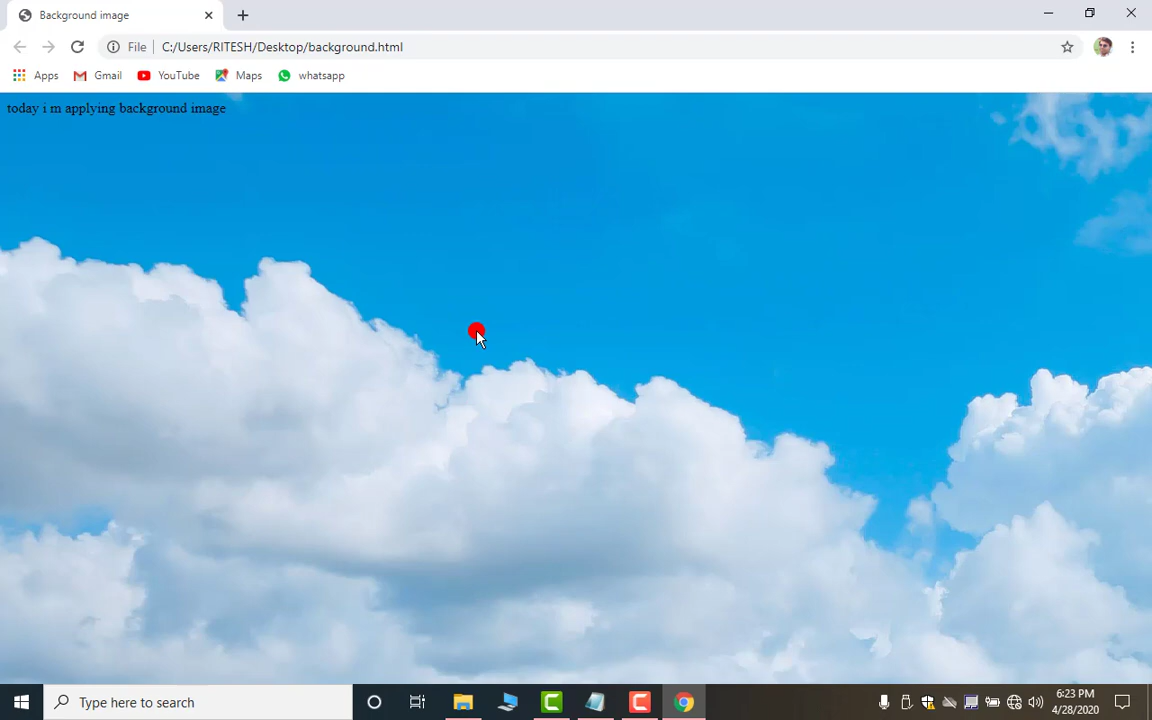 Background image
File
C:/Users/RITESH/Desktop/background.html
Apps
Gmail
YouTube
Maps
whatsapp
today i m applying background image
Type here to search
6:23 PM
4/28/2020